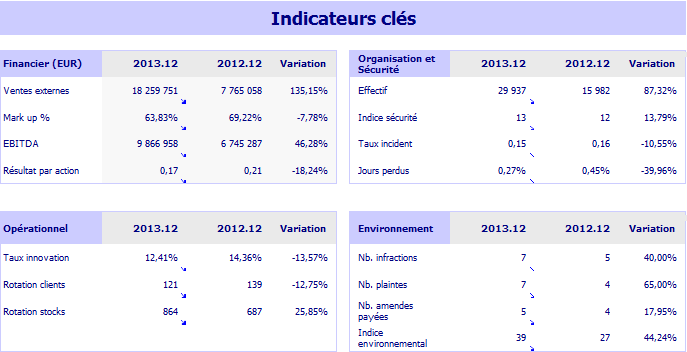 Indicateurs clés
Financier (EUR) 2013.12 2012.12 Variation
Ventes externes 18 259 751 7 765 058 135,15%
Mark up % 63,83% 69,22% -7,78%
EBITDA 9 866 958 6 745 287 46,28%
Résultat par action 0,17 0,21 -18,24%
Organisation et
Sécurité 2013.12 2012.12 Variation
Effectif 29 937 15 982 87,32%
Indice sécurité 13 12 13,79%
Taux incident 0,15 0,16 -10,55%
Jours perdus 0,27% 0,45% -39,96%
Opérationnel 2013.12 2012.12 Variation
Taux innovation 12,41% 14,36% -13,57%
Rotation clients 121 139 -12,75%
Rotation stocks 864 687 25,85%
Environnement 2013.12 2012.12 Variation
Nb. infractions 7 5 40,00%
Nb. plaintes 7 4 65,00%
Nb. amendes
payées 5 4 17,95%
Indice
environnemental 39 27 44,24%